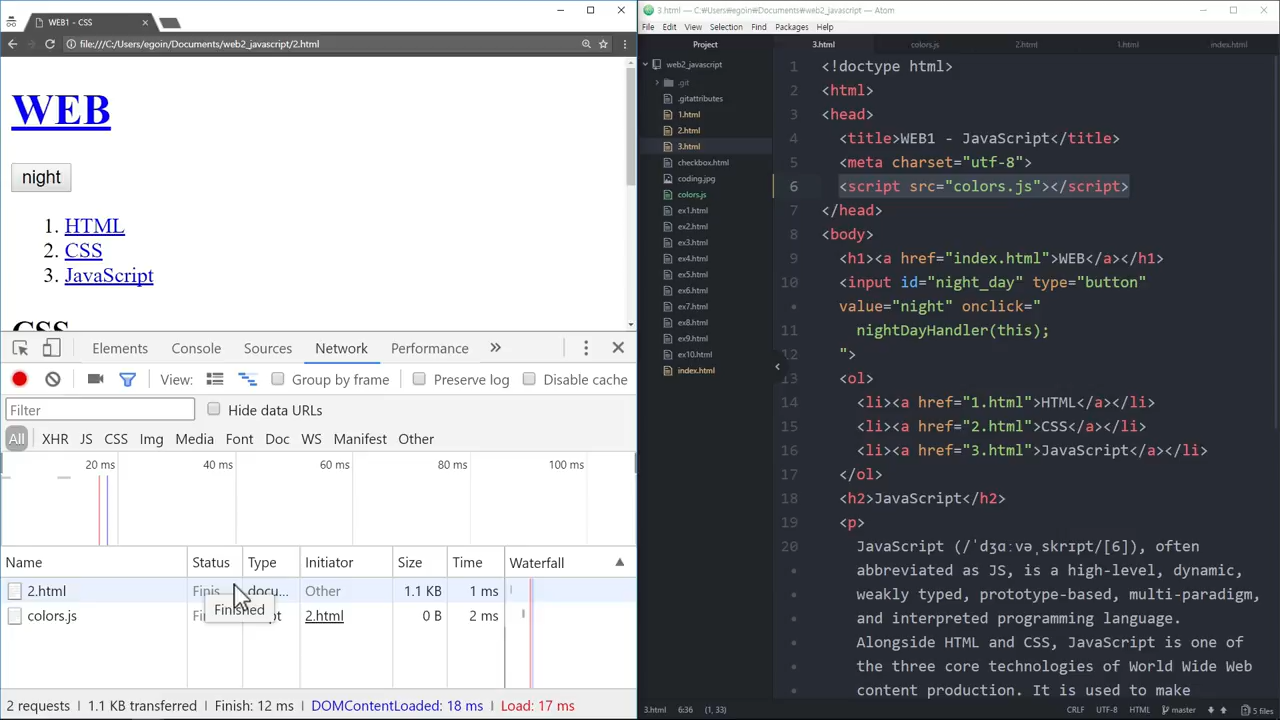 WEB1 - CSS
file:///C:/Users/egoin/Documents/web2_javascript/2.html
WEB
night
1. HTML
2. CSS
3. JavaScript
CSS
Elements Console Sources Network Performance
View: Group by frame Preserve log Disable cache
Filter Hide data URLs
All XHR JS CSS Img Media Font Doc WS Manifest Other
20 ms 40 ms 60 ms 80 ms 100 ms
Name Status Type Initiator Size Time Waterfall
2.html Finis docu... Other 1.1 KB 1 ms
Finished
colors.js 2.html 0 B 2 ms
2 requests | 1.1 KB transferred | Finish: 12 ms | DOMContentLoaded: 18 ms | Load: 17 ms
3.html — C:₩Users₩egoin₩Documents₩web2_javascript — Atom
File Edit View Selection Find Packages Help
Project
web2_javascript
.git
.gitattributes
1.html
2.html
3.html
checkbox.html
coding.jpg
colors.js
ex1.html
ex2.html
ex3.html
ex4.html
ex5.html
ex6.html
ex7.html
ex8.html
ex9.html
ex10.html
index.html
3.html colors.js 2.html 1.html index.html
1 <!doctype html>
2 <html>
3 <head>
4 <title>WEB1 - JavaScript</title>
5 <meta charset="utf-8">
6 <script src="colors.js"></script>
7 </head>
8 <body>
9 <h1><a href="index.html">WEB</a></h1>
10 <input id="night_day" type="button"
value="night" onclick="
11 nightDayHandler(this);
12 ">
13 <ol>
14 <li><a href="1.html">HTML</a></li>
15 <li><a href="2.html">CSS</a></li>
16 <li><a href="3.html">JavaScript</a></li>
17 </ol>
18 <h2>JavaScript</h2>
19 <p>
20 JavaScript (/ˈdʒɑːvəˌskrɪpt/[6]), often
abbreviated as JS, is a high-level, dynamic,
weakly typed, prototype-based, multi-paradigm,
and interpreted programming language.
Alongside HTML and CSS, JavaScript is one of
the three core technologies of World Wide Web
content production. It is used to make
3.html 6:36 (1, 33) CRLF UTF-8 HTML master 5 files